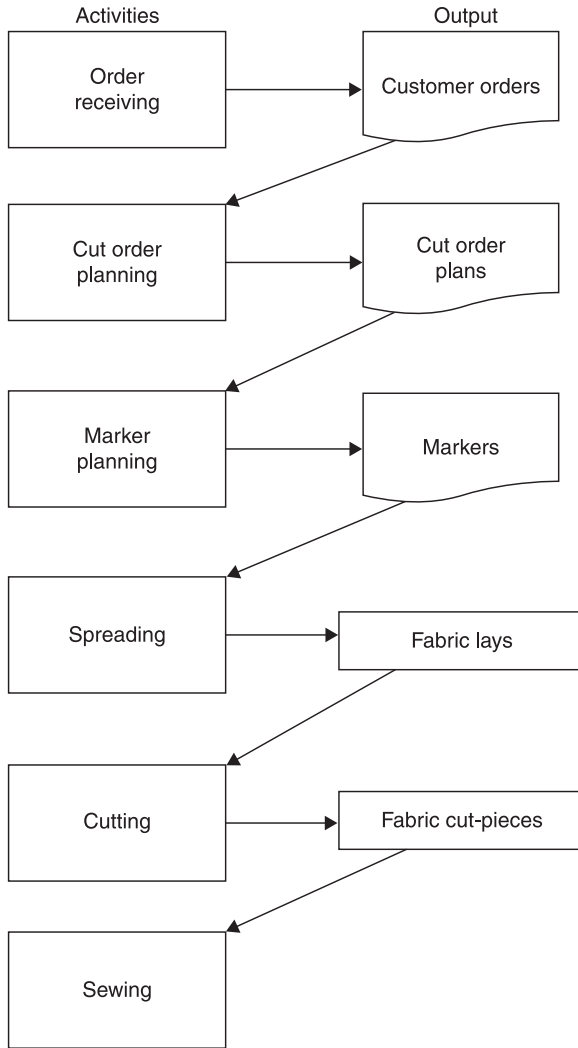 Activities
Output
Order
receiving
Customer orders
Cut order
planning
Cut order
plans
Marker
planning
Markers
Spreading
Fabric lays
Cutting
Fabric cut-pieces
Sewing